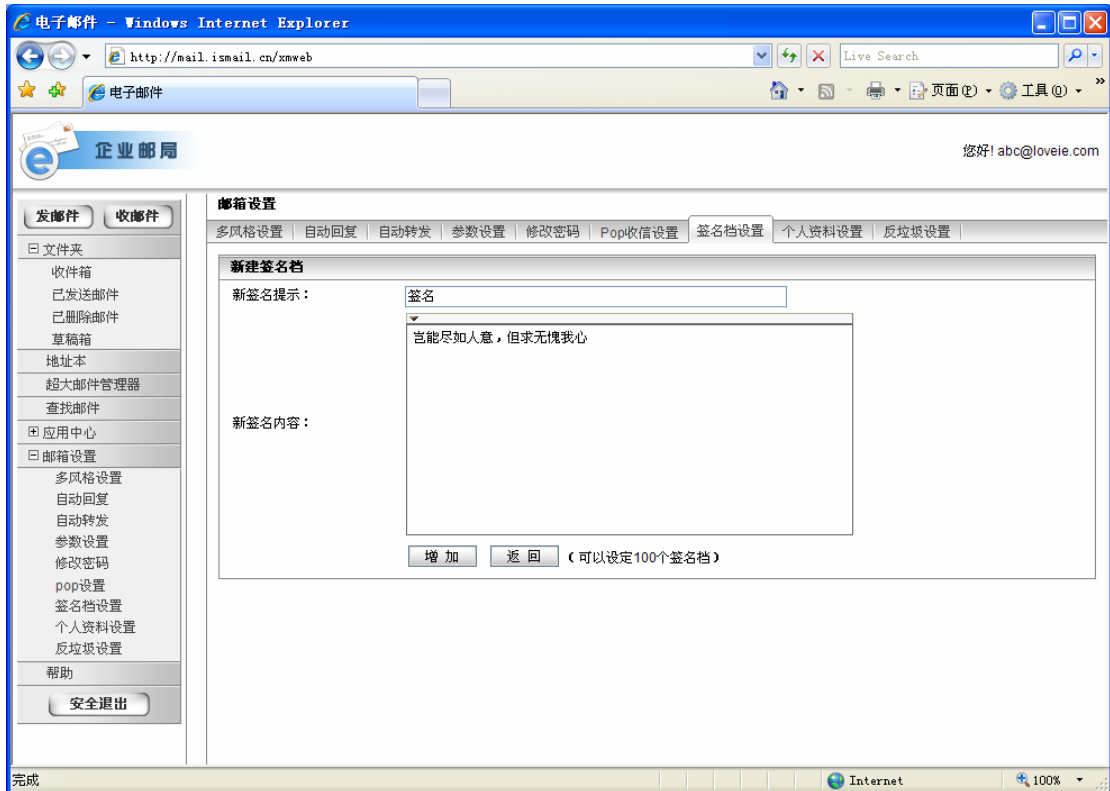 电子邮件 - Windows Internet Explorer
http://mail.ismail.cn/xmweb
Live Search
电子邮件
页面(P)
工具(O)
»
企业邮局
您好! abc@loveie.com
发邮件 收邮件
文件夹
收件箱
已发送邮件
已删除邮件
草稿箱
地址本
超大邮件管理器
查找邮件
应用中心
邮箱设置
多风格设置
自动回复
自动转发
参数设置
修改密码
pop设置
签名档设置
个人资料设置
反垃圾设置
帮助
安全退出
邮箱设置
多风格设置 | 自动回复 | 自动转发 | 参数设置 | 修改密码 | Pop收信设置 签名档设置 个人资料设置 | 反垃圾设置 |
新建签名档
新签名提示：
签名
岂能尽如人意，但求无愧我心
新签名内容：
增 加 返 回 (可以设定100个签名档)
完成
Internet
100%